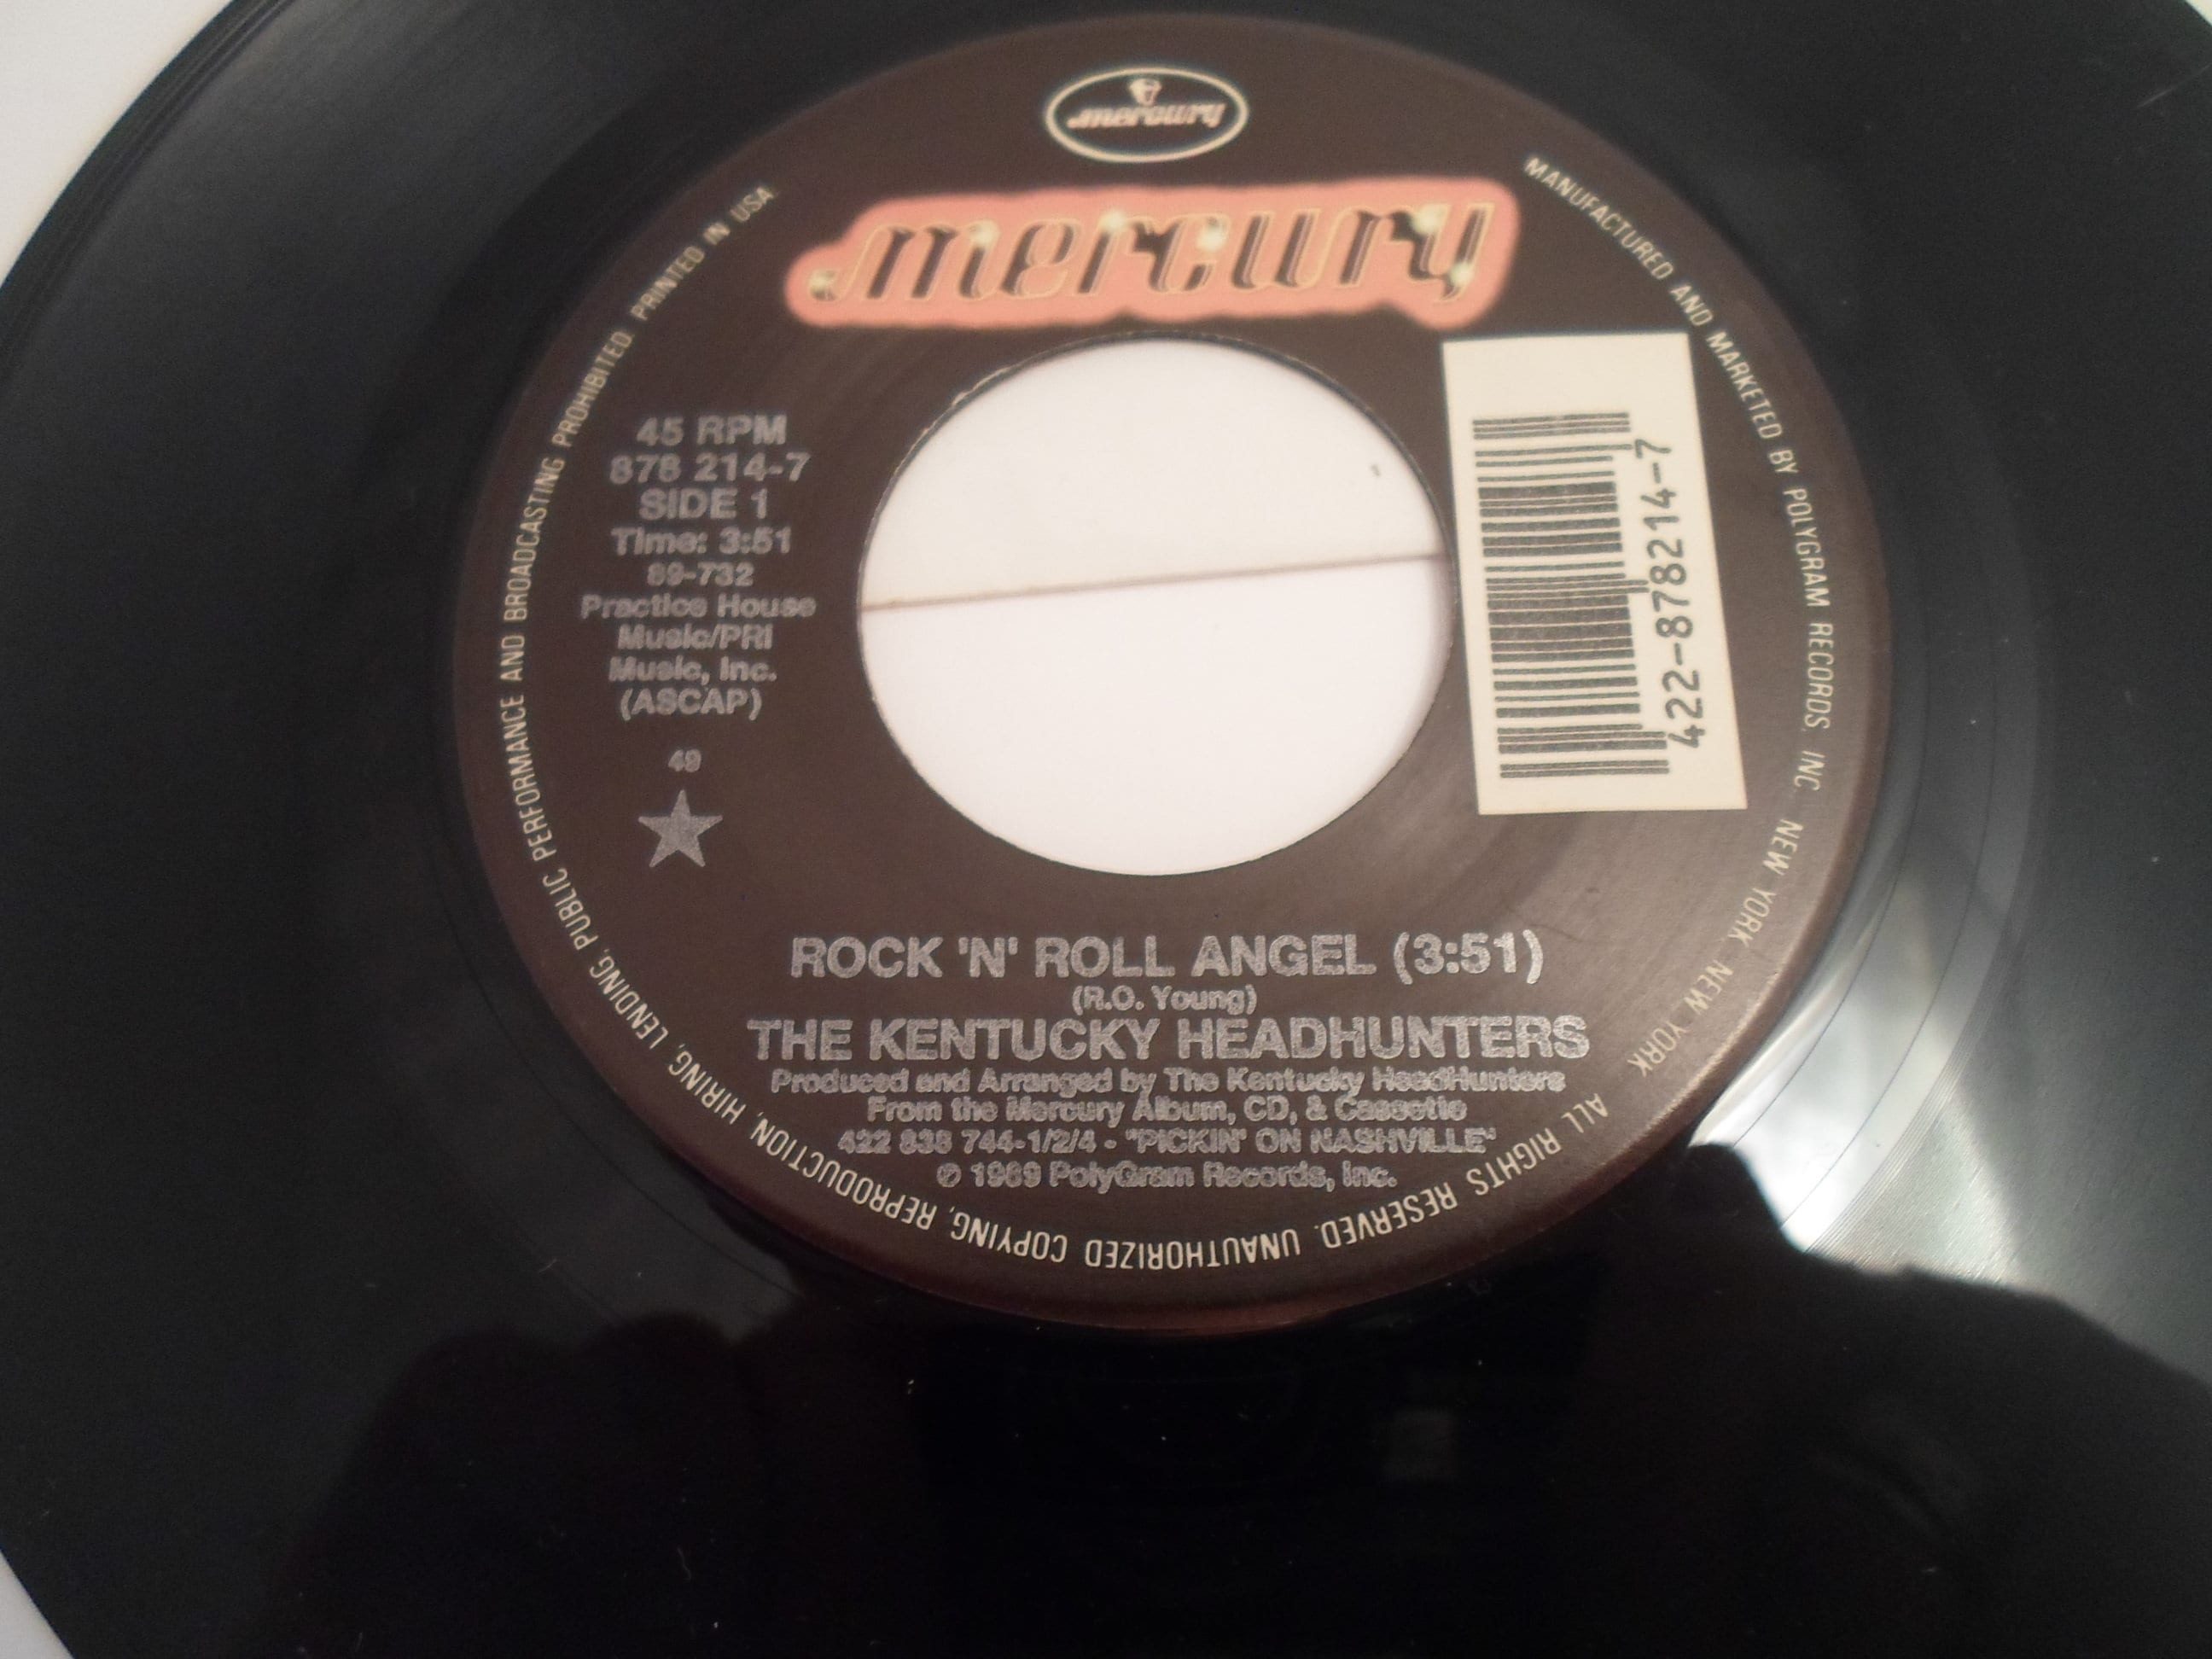 mercury
mercury
45 RPM
878 214-7
SIDE 1
Time: 3:51
89-732
Practice House
Music/PRI
Music, Inc.
(ASCAP)
49
422-878214-7
ROCK 'N' ROLL ANGEL (3:51)
(R.O. Young)
THE KENTUCKY HEADHUNTERS
Produced and Arranged by The Kentucky HeadHunters
From the Mercury Album, CD, & Cassette
422 838 744-1/2/4 - "PICKIN' ON NASHVILLE"
℗ 1989 PolyGram Records, Inc.
MANUFACTURED AND MARKETED BY POLYGRAM RECORDS, INC. NEW YORK, NEW YORK ALL RIGHTS RESERVED. UNAUTHORIZED COPYING, REPRODUCTION, HIRING, LENDING, PUBLIC PERFORMANCE AND BROADCASTING PROHIBITED. PRINTED IN USA.